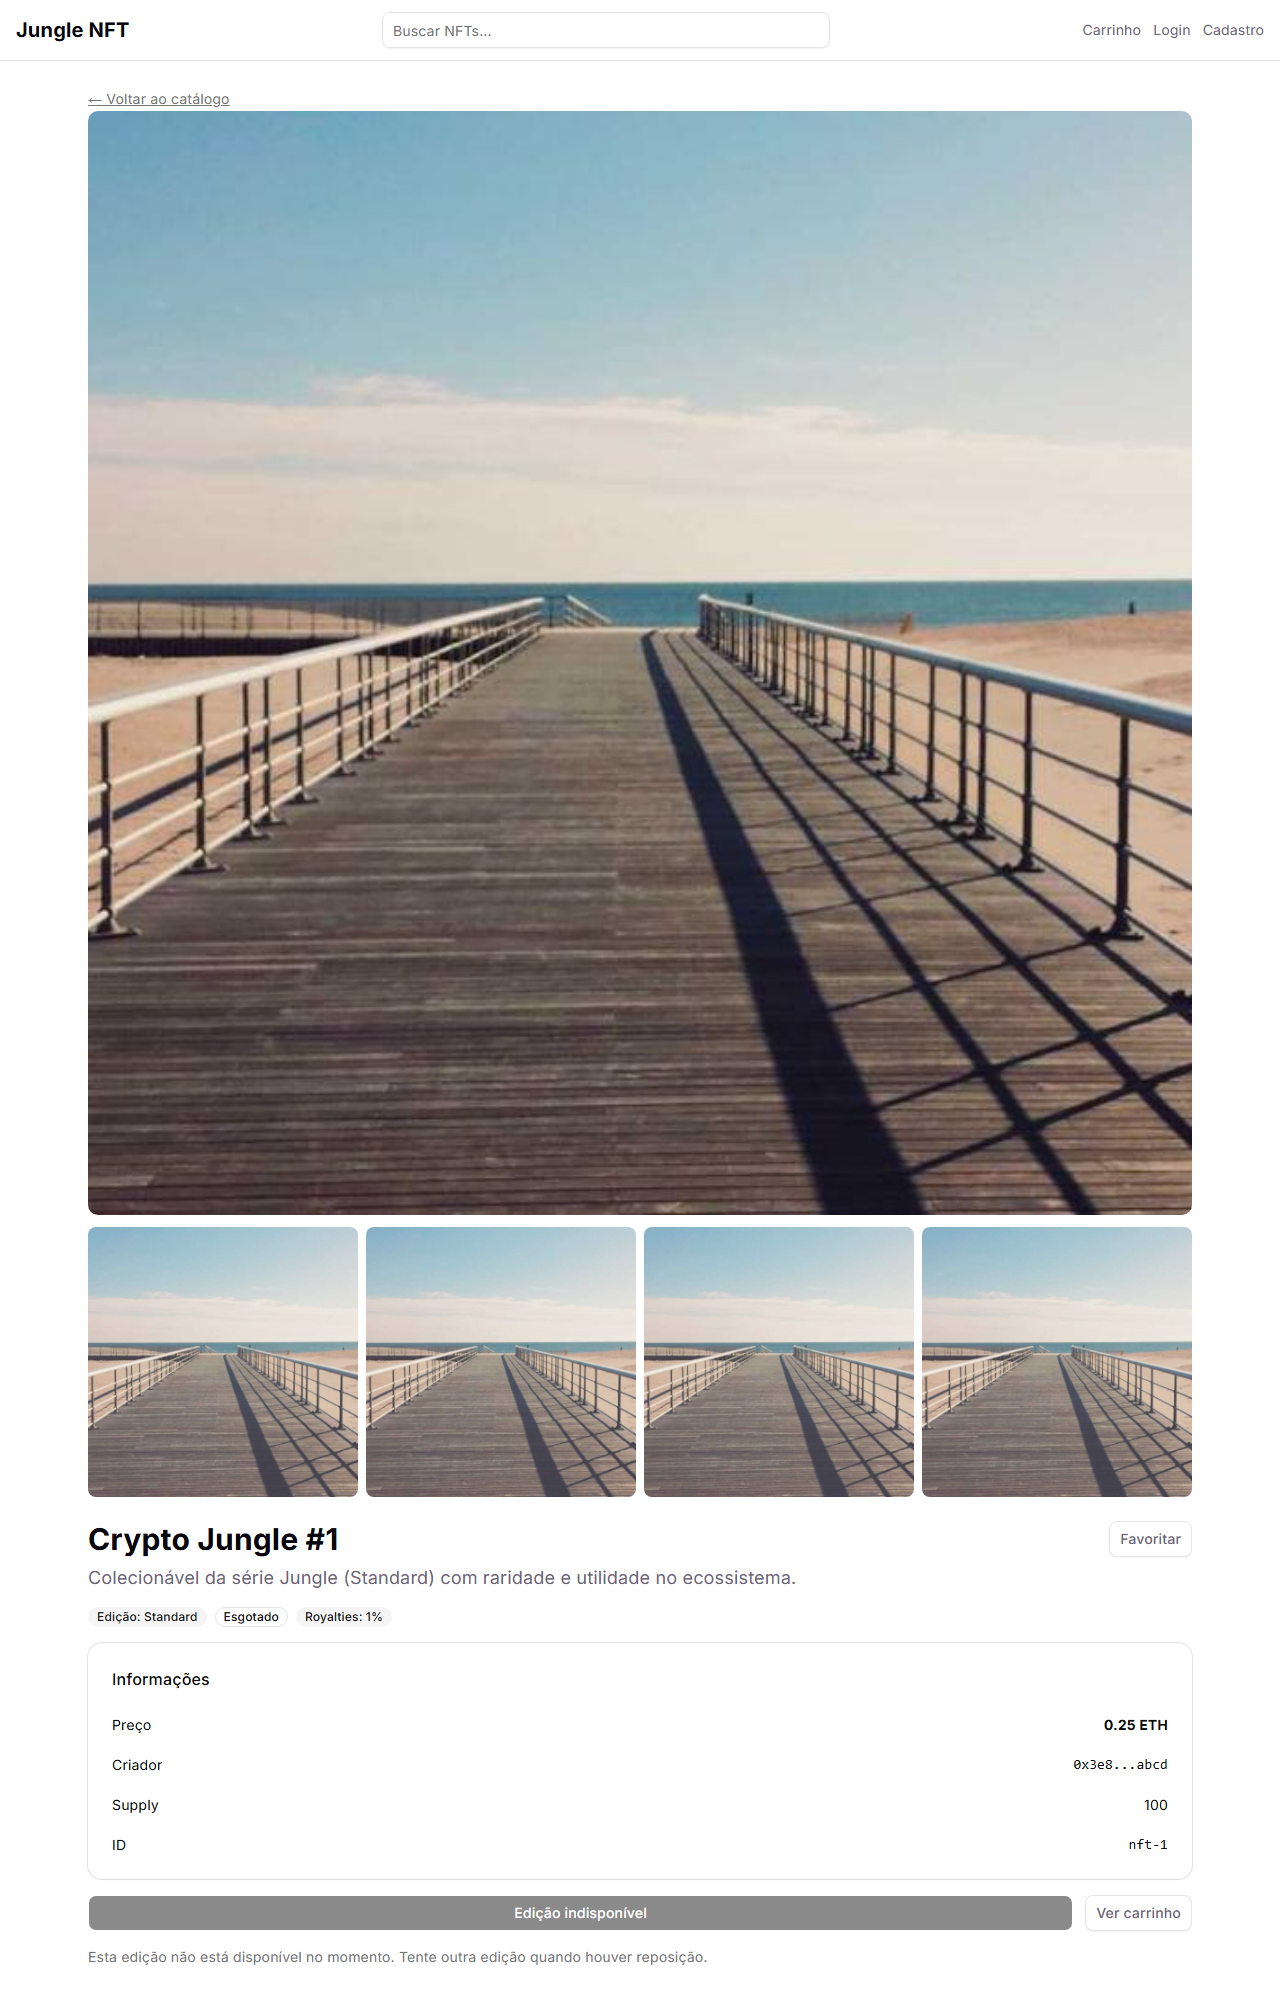 Jungle NFT
Buscar NFTs...
Carrinho Login Cadastro
← Voltar ao catálogo
Crypto Jungle #1
Favoritar
Colecionável da série Jungle (Standard) com raridade e utilidade no ecossistema.
Edição: Standard Esgotado Royalties: 1%
Informações
Preço 0.25 ETH
Criador 0x3e8...abcd
Supply 100
ID nft-1
Edição indisponível Ver carrinho
Esta edição não está disponível no momento. Tente outra edição quando houver reposição.